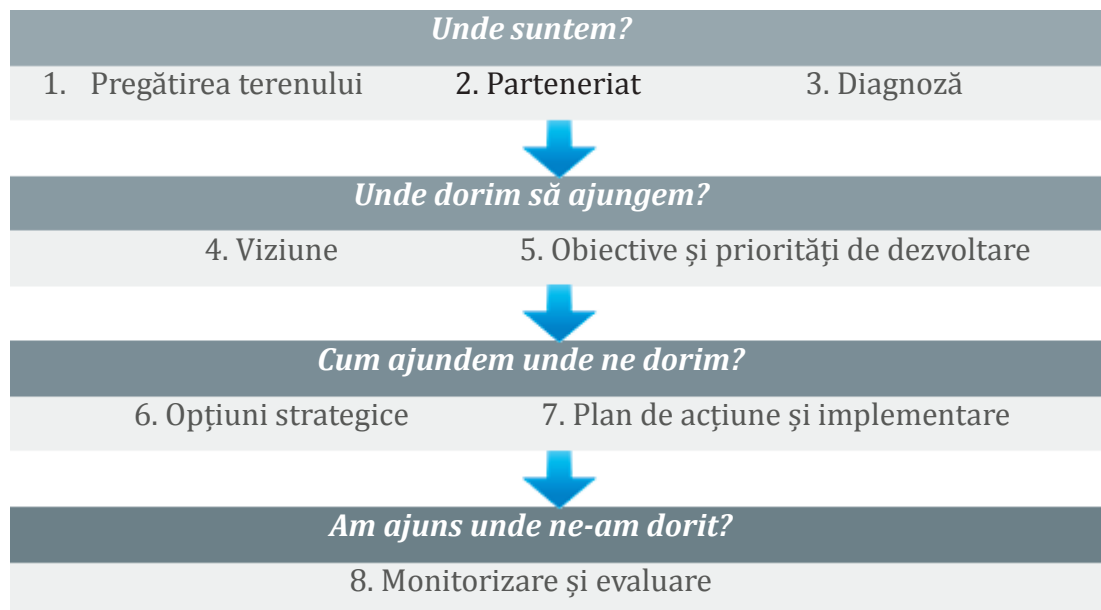 Unde suntem?
1. Pregătirea terenului 2. Parteneriat 3. Diagnoză
Unde dorim să ajungem?
4. Viziune 5. Obiective și priorități de dezvoltare
Cum ajundem unde ne dorim?
6. Opțiuni strategice 7. Plan de acțiune și implementare
Am ajuns unde ne-am dorit?
8. Monitorizare și evaluare